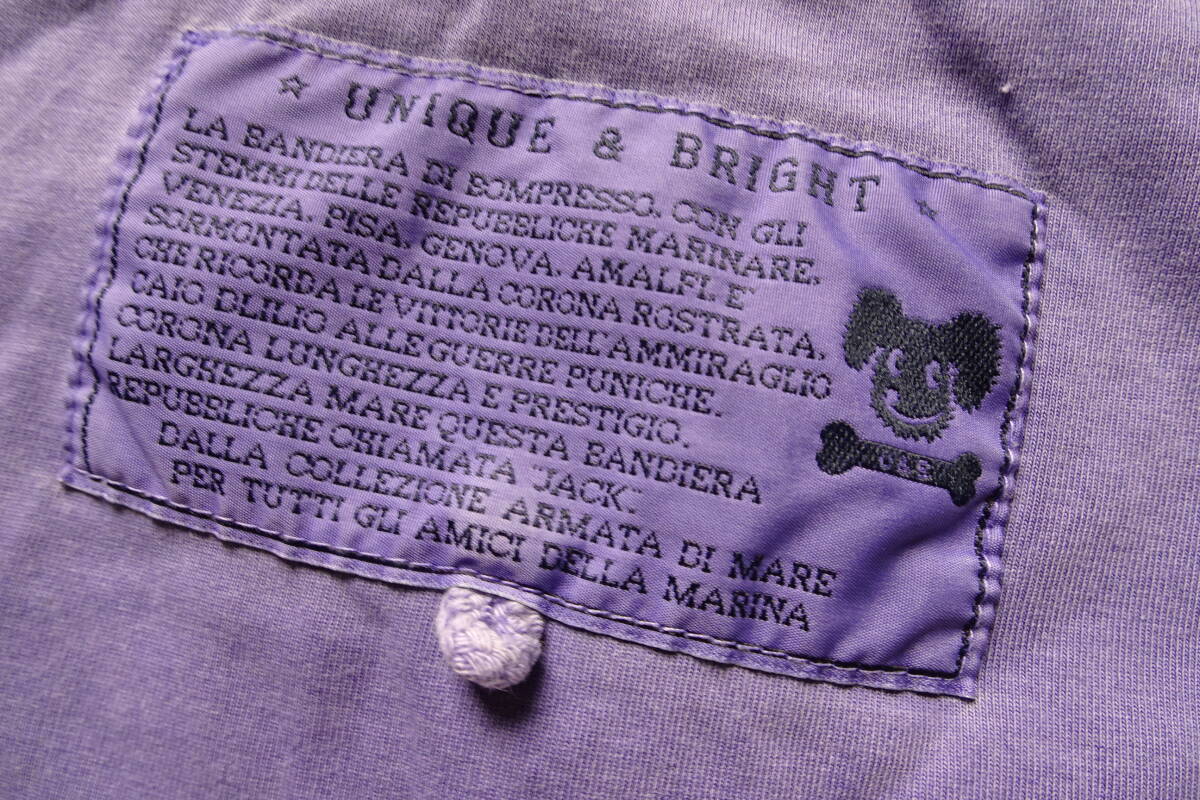 ☆ UNIQUE & BRIGHT ☆
LA BANDIERA DI BOMPRESSO, CON GLI
STEMMI DELLE REPUBBLICHE MARINARE,
VENEZIA, PISA, GENOVA, AMALFI, E'
SORMONTATA DALLA CORONA ROSTRATA,
CHE RICORDA LE VITTORIE DELL'AMMIRAGLIO
CAIO DLILIO ALLE GUERRE PUNICHE.
CORONA LUNGHEZZA E PRESTIGIO.
LARGHEZZA MARE QUESTA BANDIERA
REPUBBLICHE CHIAMATA "JACK".
DALLA COLLEZIONE ARMATA DI MARE
PER TUTTI GLI AMICI DELLA MARINA